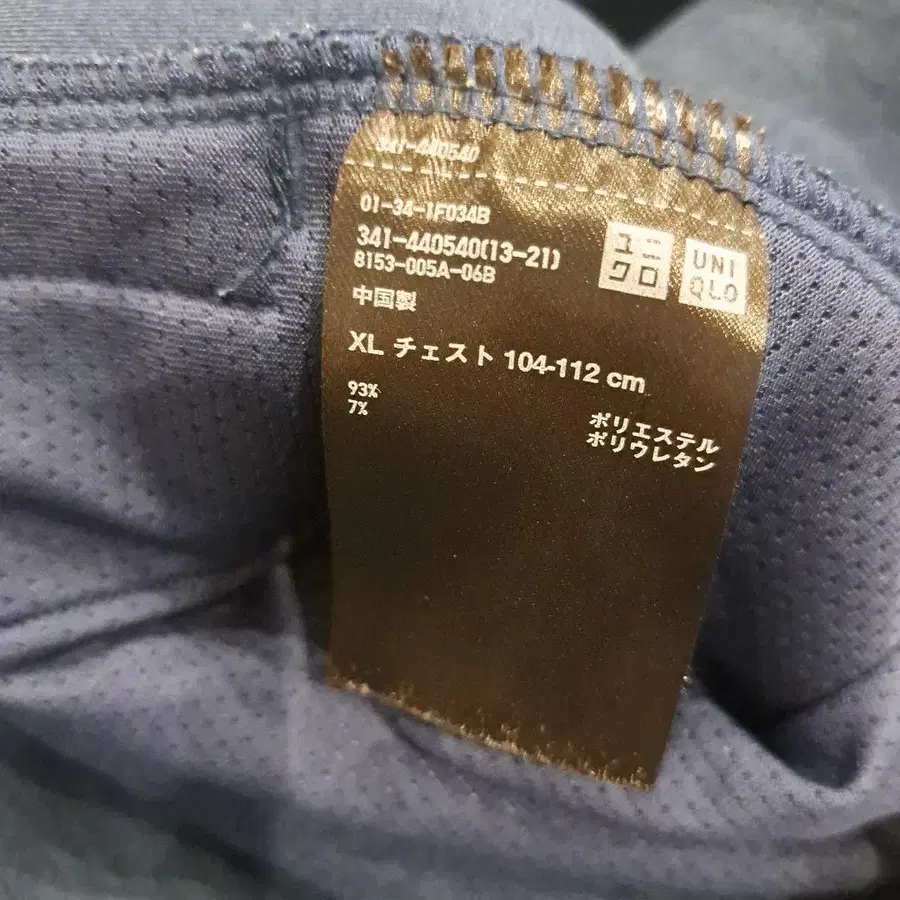 341-440540
01-34-1F034B
341-440540(13-21)
8153-005A-06B
ユニ
クロ
UNI
QLO
中国製
XL チェスト 104-112 cm
93% ポリエステル
7% ポリウレタン